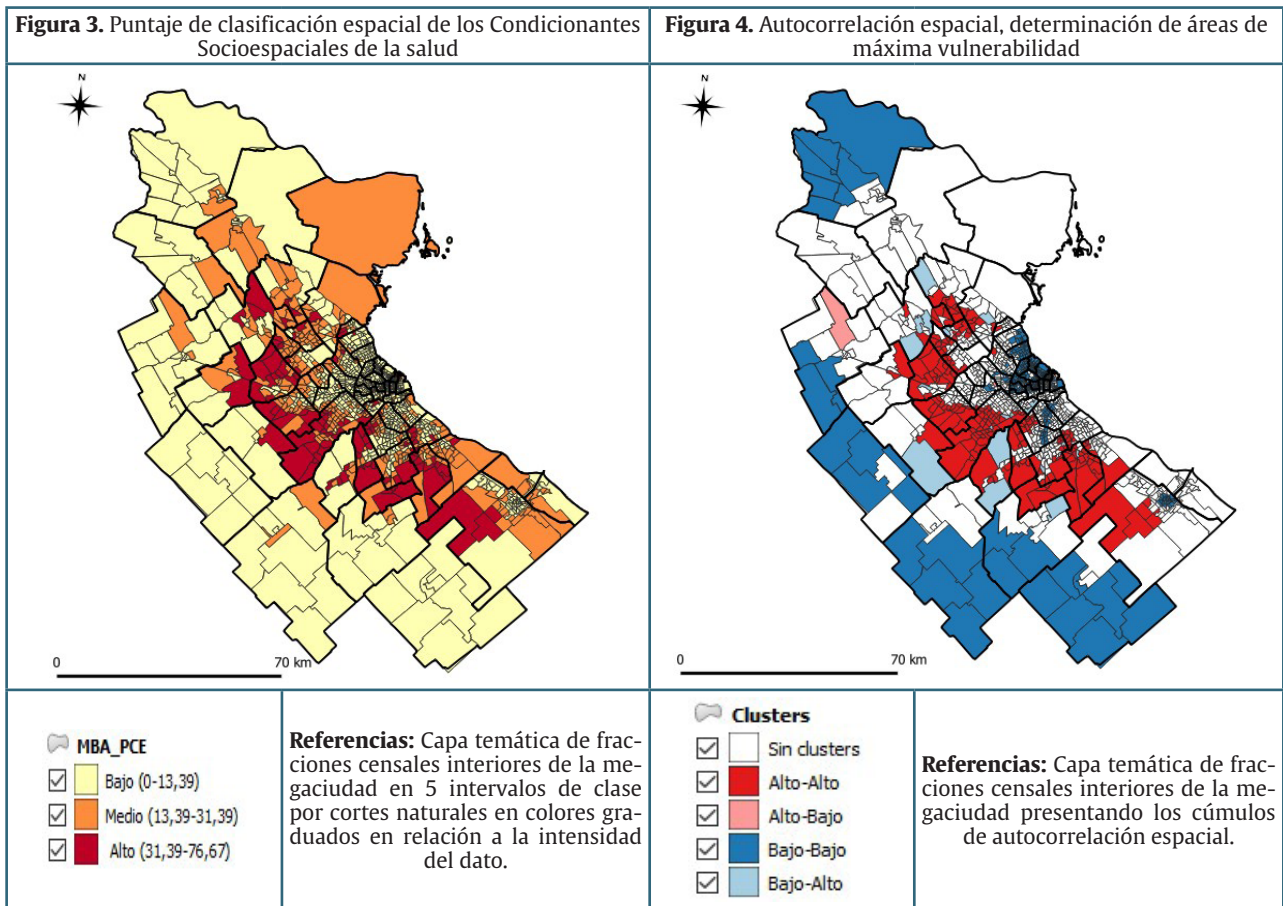 Figura 3. Puntaje de clasificación espacial de los Condicionantes
Socioespaciales de la salud
Figura 4. Autocorrelación espacial, determinación de áreas de
máxima vulnerabilidad
N
0
70 km
N
0
70 km
MBA_PCE
Bajo (0-13,39)
Medio (13,39-31,39)
Alto (31,39-76,67)
Referencias: Capa temática de frac-
ciones censales interiores de la me-
gaciudad en 5 intervalos de clase
por cortes naturales en colores gra-
duados en relación a la intensidad
del dato.
Clusters
Sin clusters
Alto-Alto
Alto-Bajo
Bajo-Bajo
Bajo-Alto
Referencias: Capa temática de frac-
ciones censales interiores de la me-
gaciudad presentando los cúmulos
de autocorrelación espacial.